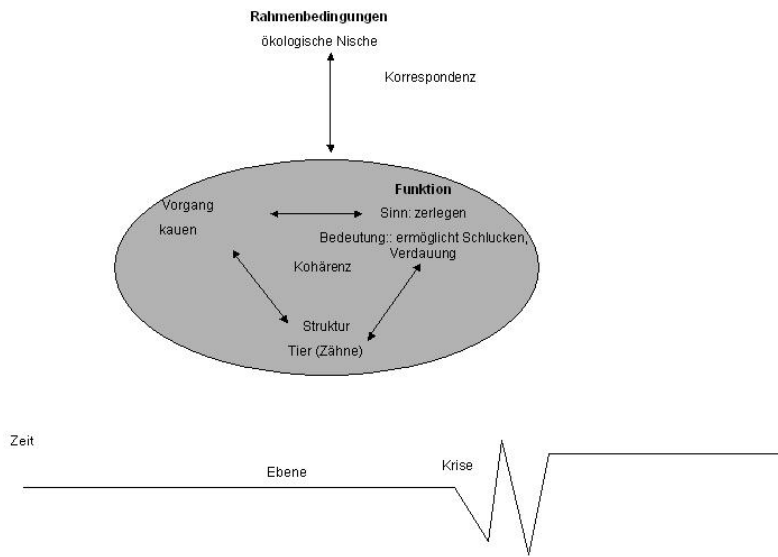 Rahmenbedingungen
ökologische Nische
Korrespondenz
Funktion
Vorgang
Sinn: zerlegen
kauen
Bedeutung:: ermöglicht Schlucken,
Verdauung
Kohärenz
Struktur
Tier (Zähne)
Zeit
Ebene
Krise